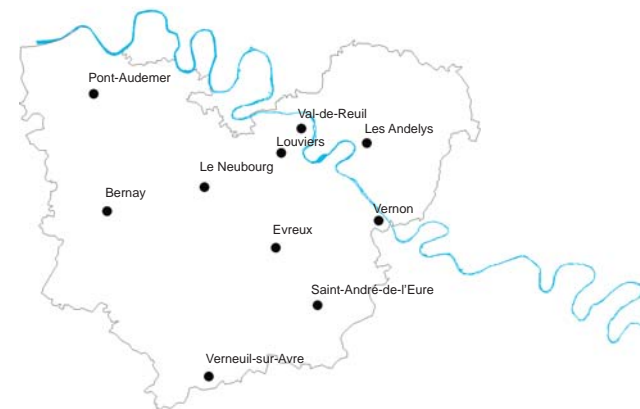 Pont-Audemer
Val-de-Reuil
Les Andelys
Louviers
Le Neubourg
Bernay
Vernon
Evreux
Saint-André-de-l'Eure
Verneuil-sur-Avre